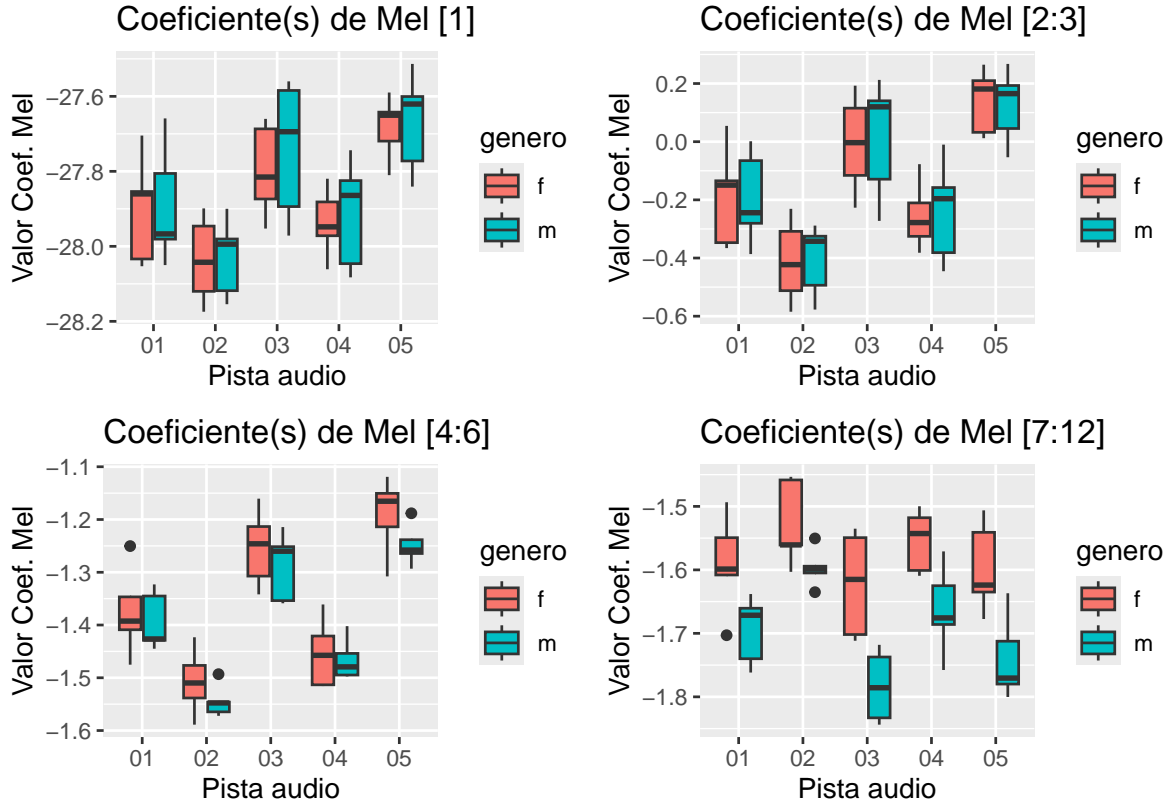 Coeficiente(s) de Mel [1]
Valor Coef. Mel
−27.6
−27.8
−28.0
−28.2
01 02 03 04 05
Pista audio
genero
f
m
Coeficiente(s) de Mel [2:3]
Valor Coef. Mel
0.2
0.0
−0.2
−0.4
−0.6
01 02 03 04 05
Pista audio
genero
f
m
Coeficiente(s) de Mel [4:6]
Valor Coef. Mel
−1.1
−1.2
−1.3
−1.4
−1.5
−1.6
01 02 03 04 05
Pista audio
genero
f
m
Coeficiente(s) de Mel [7:12]
Valor Coef. Mel
−1.5
−1.6
−1.7
−1.8
01 02 03 04 05
Pista audio
genero
f
m